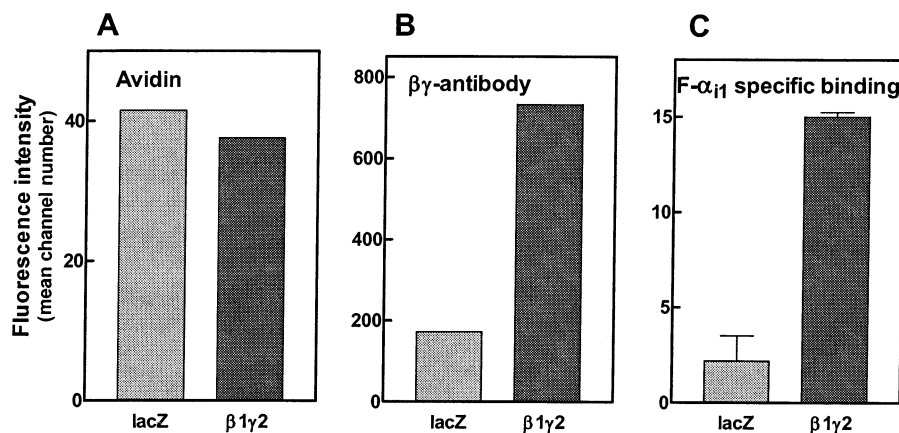 A
B
C
Fluorescence intensity
(mean channel number)
Avidin
40
20
0
lacZ
β1γ2
βγ-antibody
800
600
400
200
0
lacZ
β1γ2
F-αi1 specific binding
15
10
5
0
lacZ
β1γ2